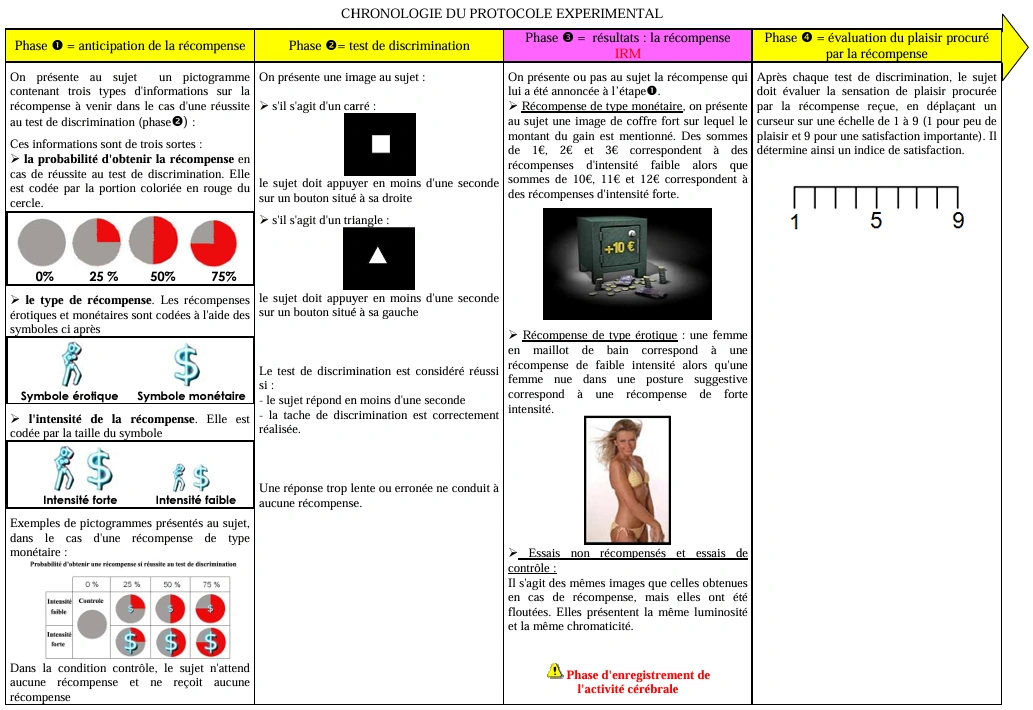 CHRONOLOGIE DU PROTOCOLE EXPERIMENTAL
Phase ❶ = anticipation de la récompense
On présente au sujet un pictogramme
contenant trois types d'informations sur la
récompense à venir dans le cas d'une réussite
au test de discrimination (phase❷) :
Ces informations sont de trois sortes :
➢ la probabilité d'obtenir la récompense en
cas de réussite au test de discrimination. Elle
est codée par la portion coloriée en rouge du
cercle.
0% 25 % 50% 75%
➢ le type de récompense. Les récompenses
érotiques et monétaires sont codées à l'aide des
symboles ci après
$
Symbole érotique Symbole monétaire
➢ l'intensité de la récompense. Elle est
codée par la taille du symbole
$ $
Intensité forte Intensité faible
Exemples de pictogrammes présentés au sujet,
dans le cas d'une récompense de type
monétaire :
Probabilité d'obtenir une récompense si réussite au test de discrimination
0 % 25 % 50 % 75 %
Intensité faible Controle $ $ $
Intensité forte $ $ $
Dans la condition contrôle, le sujet n'attend
aucune récompense et ne reçoit aucune
récompense
Phase ❷= test de discrimination
On présente une image au sujet :
➢ s'il s'agit d'un carré :
le sujet doit appuyer en moins d'une seconde
sur un bouton situé à sa droite
➢ s'il s'agit d'un triangle :
le sujet doit appuyer en moins d'une seconde
sur un bouton situé à sa gauche
Le test de discrimination est considéré réussi
si :
- le sujet répond en moins d'une seconde
- la tache de discrimination est correctement
réalisée.
Une réponse trop lente ou erronée ne conduit à
aucune récompense.
Phase ❸ = résultats : la récompense
IRM
On présente ou pas au sujet la récompense qui
lui a été annoncée à l'étape❶.
➢ Récompense de type monétaire, on présente
au sujet une image de coffre fort sur lequel le
montant du gain est mentionné. Des sommes
de 1€, 2€ et 3€ correspondent à des
récompenses d'intensité faible alors que
sommes de 10€, 11€ et 12€ correspondent à
des récompenses d'intensité forte.
+10 €
➢ Récompense de type érotique : une femme
en maillot de bain correspond à une
récompense de faible intensité alors qu'une
femme nue dans une posture suggestive
correspond à une récompense de forte
intensité.
➢ Essais non récompensés et essais de
contrôle :
Il s'agit des mêmes images que celles obtenues
en cas de récompense, mais elles ont été
floutées. Elles présentent la même luminosité
et la même chromaticité.
Phase d'enregistrement de
l'activité cérébrale
Phase ❹ = évaluation du plaisir procuré
par la récompense
Après chaque test de discrimination, le sujet
doit évaluer la sensation de plaisir procurée
par la récompense reçue, en déplaçant un
curseur sur une échelle de 1 à 9 (1 pour peu de
plaisir et 9 pour une satisfaction importante). Il
détermine ainsi un indice de satisfaction.
1 5 9